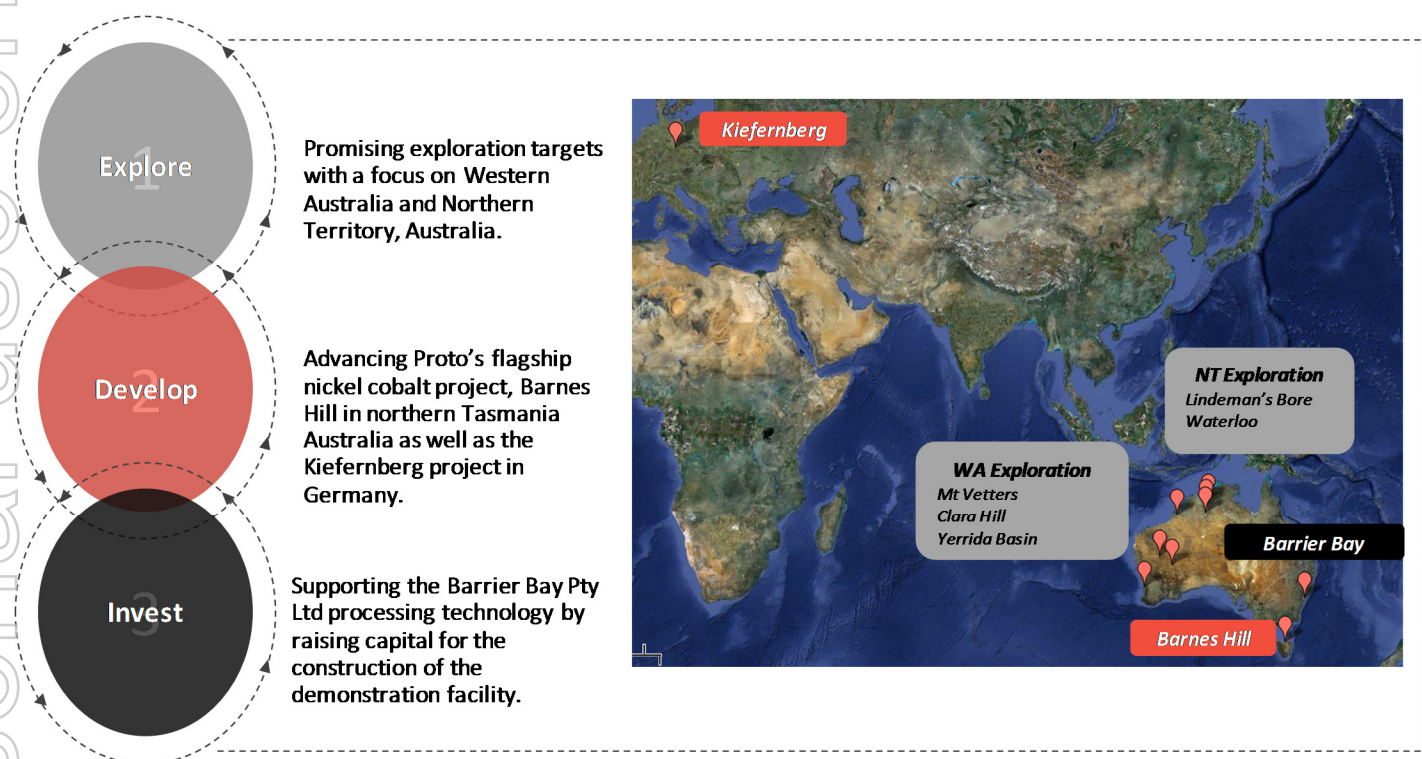 1
Explore
Promising exploration targets
with a focus on Western
Australia and Northern
Territory, Australia.
2
Develop
Advancing Proto's flagship
nickel cobalt project, Barnes
Hill in northern Tasmania
Australia as well as the
Kiefernberg project in
Germany.
3
Invest
Supporting the Barrier Bay Pty
Ltd processing technology by
raising capital for the
construction of the
demonstration facility.
Kiefernberg
NT Exploration
Lindeman's Bore
Waterloo
WA Exploration
Mt Vetters
Clara Hill
Yerrida Basin
Barrier Bay
Barnes Hill